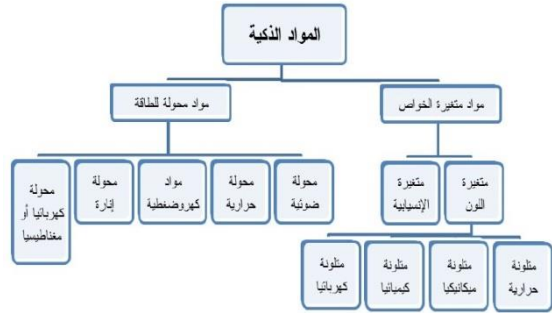 المواد الذكية
مواد متغيرة الخواص
مواد محولة للطاقة
متغيرة
اللون
متغيرة
الإنسيابية
محولة
ضوئية
محولة
حرارية
مواد
كهروضغطية
محولة
إنارة
محولة
كهربائيا أو
مغناطيسيا
متلونة
حرارية
متلونة
ميكانيكيا
متلونة
كيميائيا
متلونة
كهربائيا